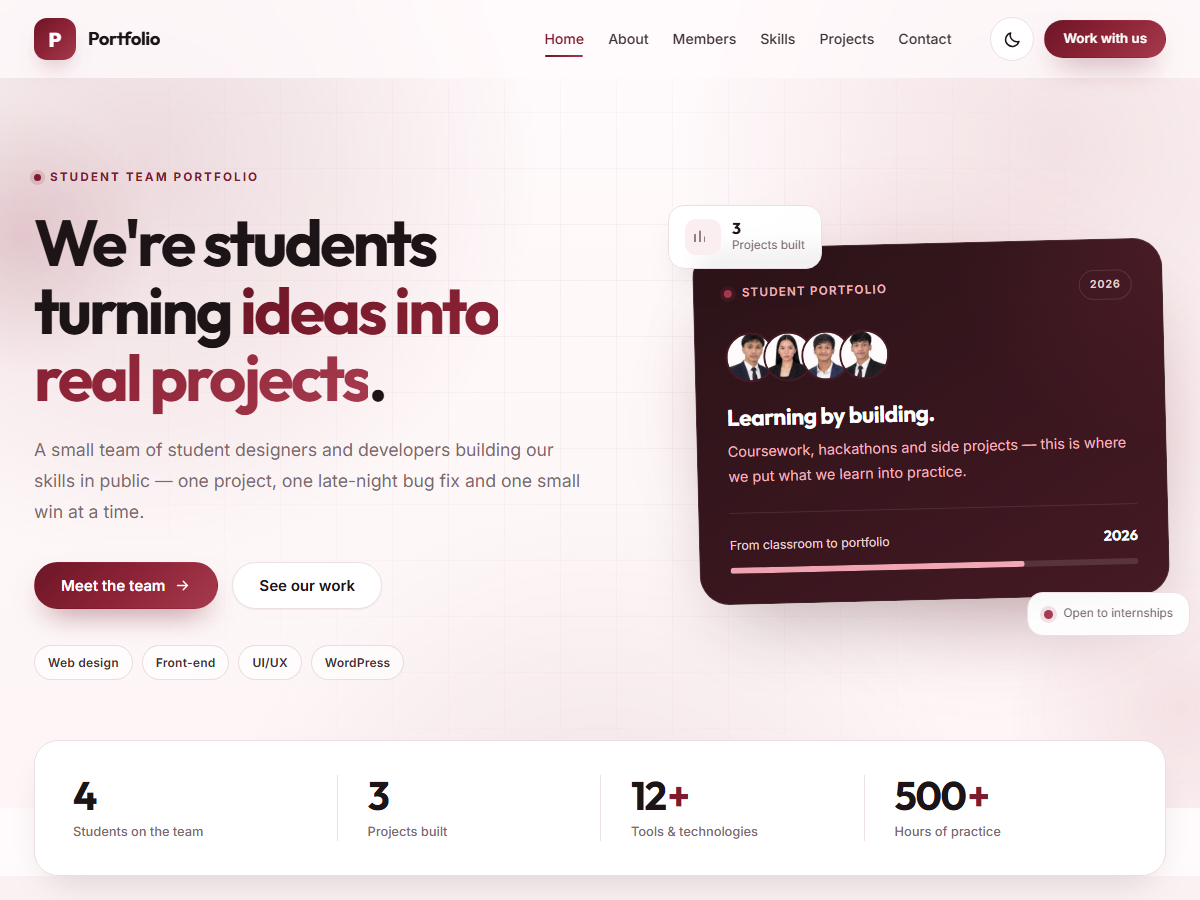 P
Portfolio
Home
About
Members
Skills
Projects
Contact
Work with us
STUDENT TEAM PORTFOLIO
We're students
turning ideas into
real projects.
A small team of student designers and developers building our
skills in public — one project, one late-night bug fix and one small
win at a time.
Meet the team →
See our work
Web design
Front-end
UI/UX
WordPress
3
Projects built
STUDENT PORTFOLIO
2026
Learning by building.
Coursework, hackathons and side projects — this is where
we put what we learn into practice.
From classroom to portfolio
2026
Open to internships
4
Students on the team
3
Projects built
12+
Tools & technologies
500+
Hours of practice